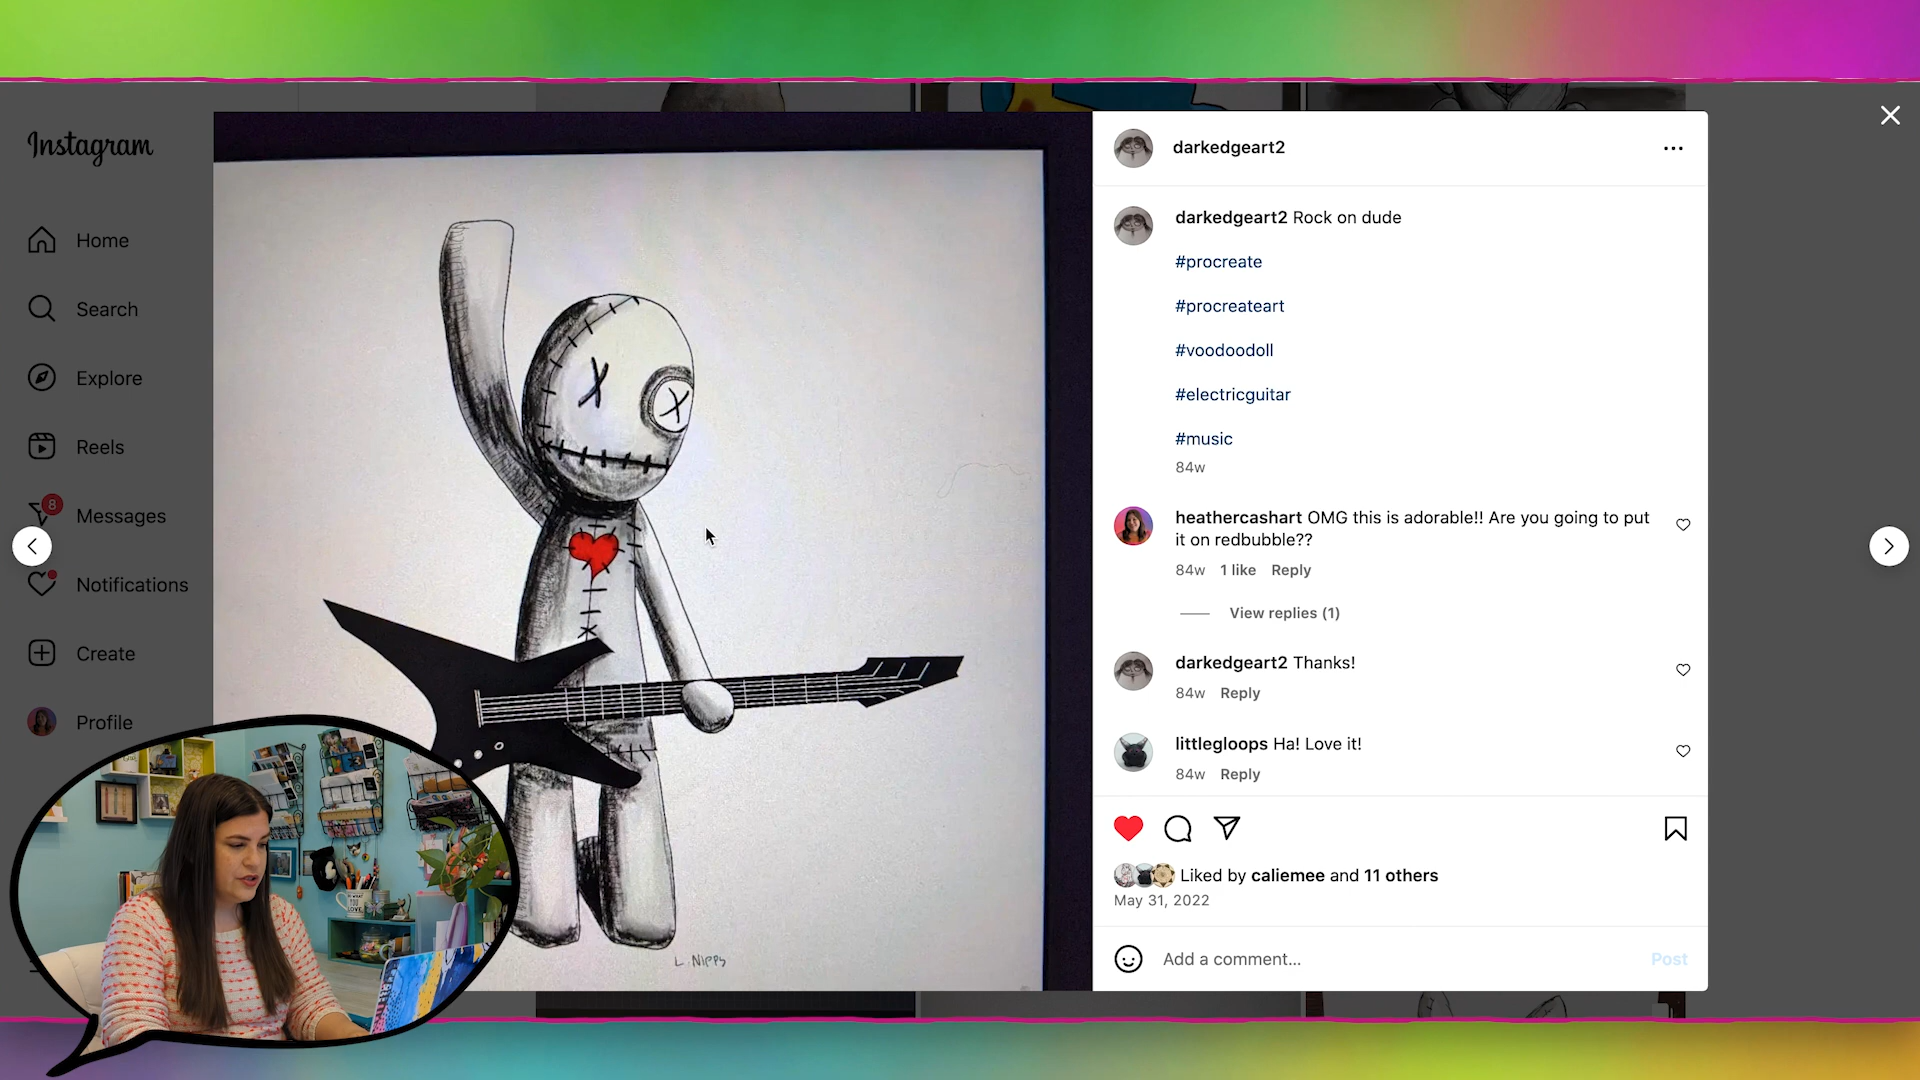 Instagram
Home
Search
Explore
Reels
8
Messages
Notifications
Create
Profile
L. Nipps
darkedgeart2
darkedgeart2 Rock on dude
#procreate
#procreateart
#voodoodoll
#electricguitar
#music
84w
heathercashart OMG this is adorable!! Are you going to put
it on redbubble??
84w 1 like Reply
View replies (1)
darkedgeart2 Thanks!
84w Reply
littlegloops Ha! Love it!
84w Reply
Liked by caliemee and 11 others
May 31, 2022
Add a comment...
Post